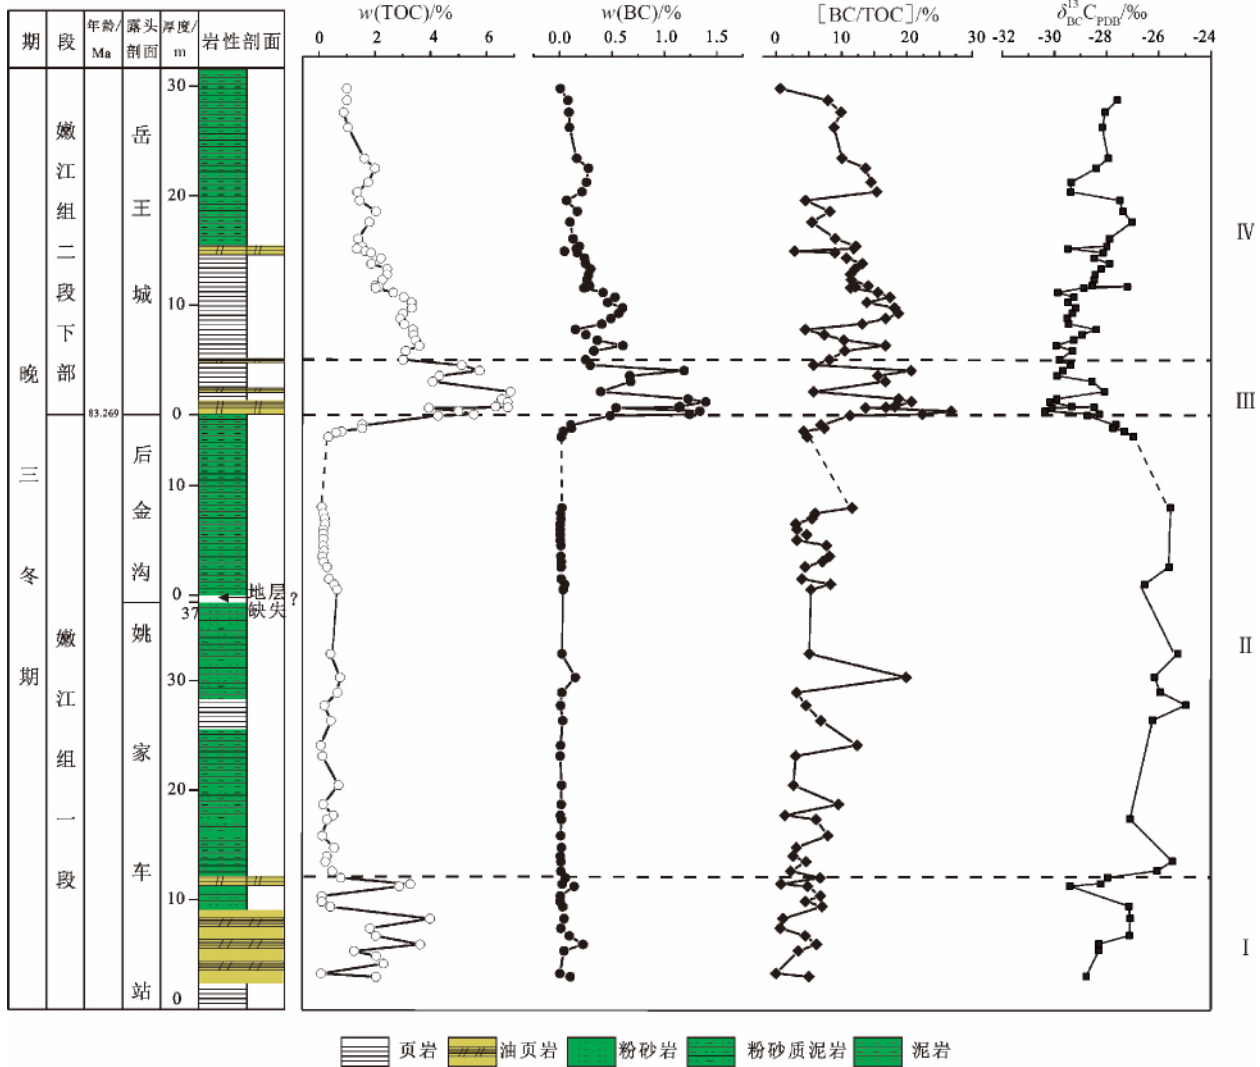 期
段
年龄/
Ma
露头
剖面
厚度/
m
岩性剖面
w(TOC)/%
0 2 4 6
w(BC)/%
0.0 0.5 1.0 1.5
[BC/TOC]/%
0 10 20 30
δ¹³_BC C_PDB/‰
-32 -30 -28 -26 -24
晚三冬期
嫩江组二段下部
嫩江组一段
83.269
岳王城
后金沟
姚家车站
30
20
10
0
10
0
37
30
20
10
0
地层
缺失?
IV
III
II
I
页岩
油页岩
粉砂岩
粉砂质泥岩
泥岩